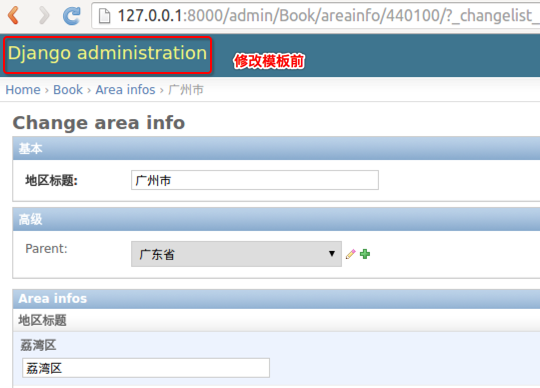 127.0.0.1:8000/admin/Book/areainfo/440100/?_changelist_
Django administration
修改模板前
Home › Book › Area infos › 广州市
Change area info
基本
地区标题: 广州市
高级
Parent: 广东省
Area infos
地区标题
荔湾区
荔湾区